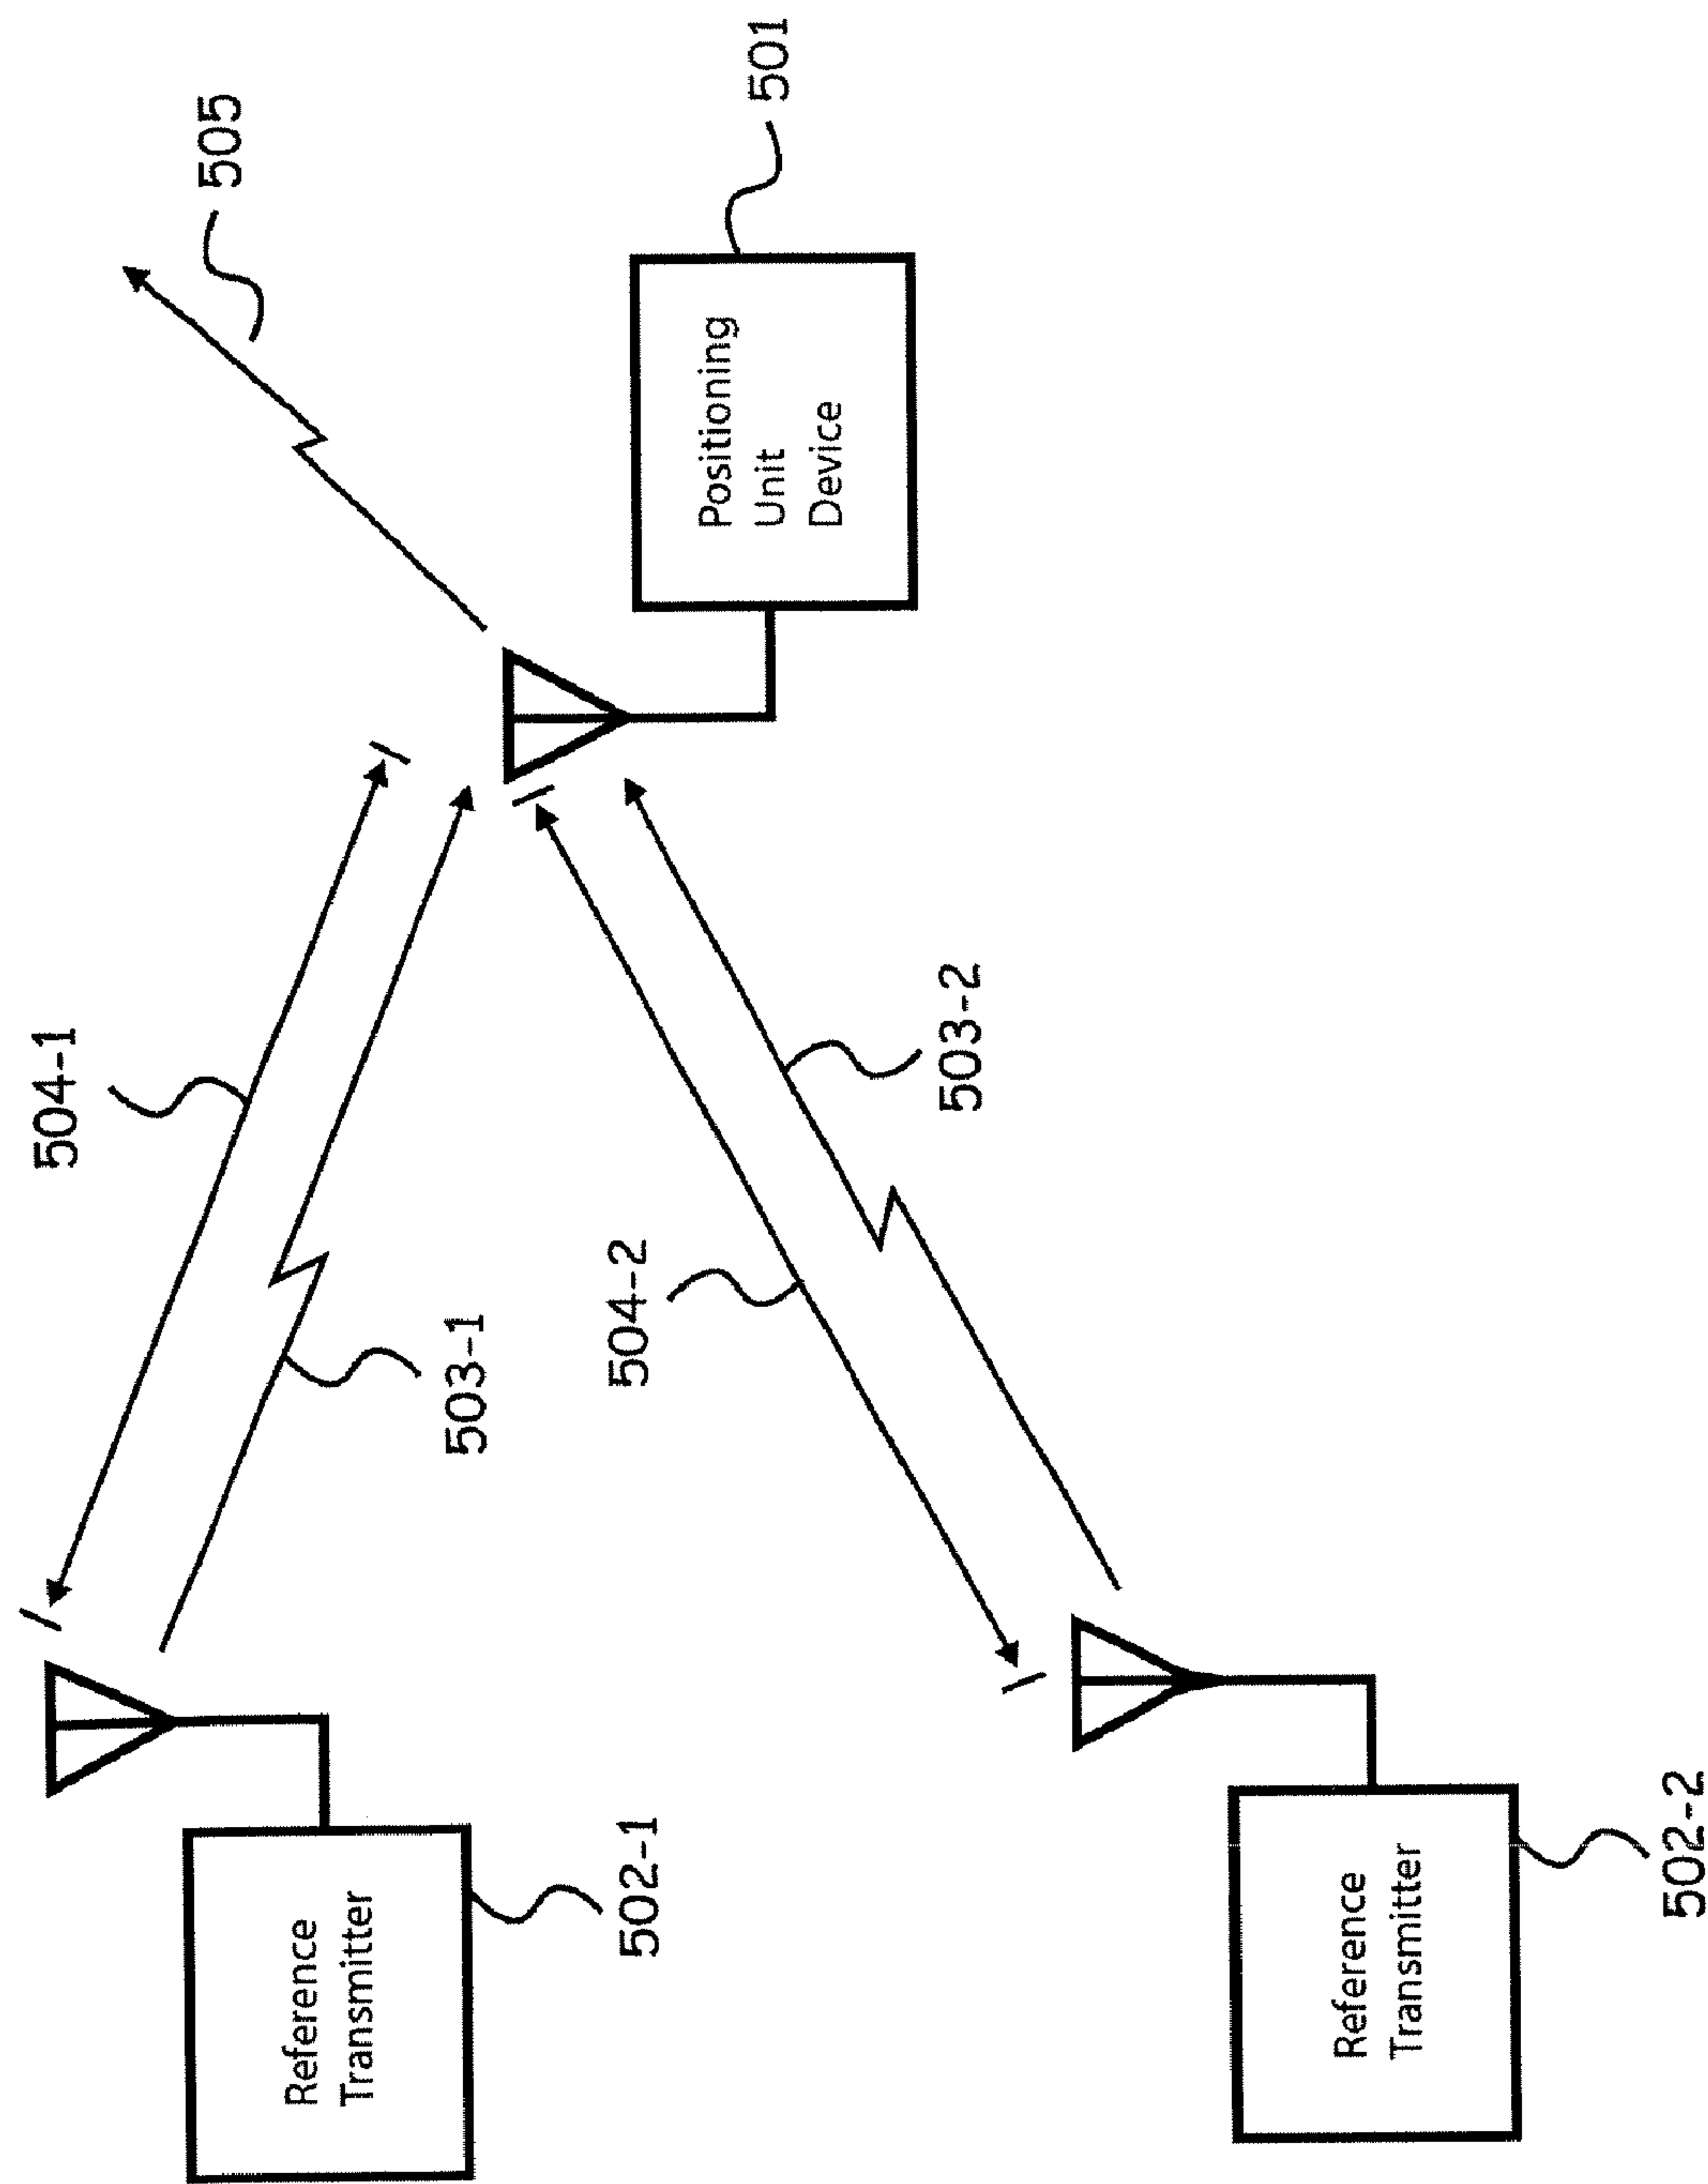 505
501
Positioning
Unit
Device
504-1
503-1
504-2
503-2
Reference
Transmitter
502-1
Reference
Transmitter
502-2